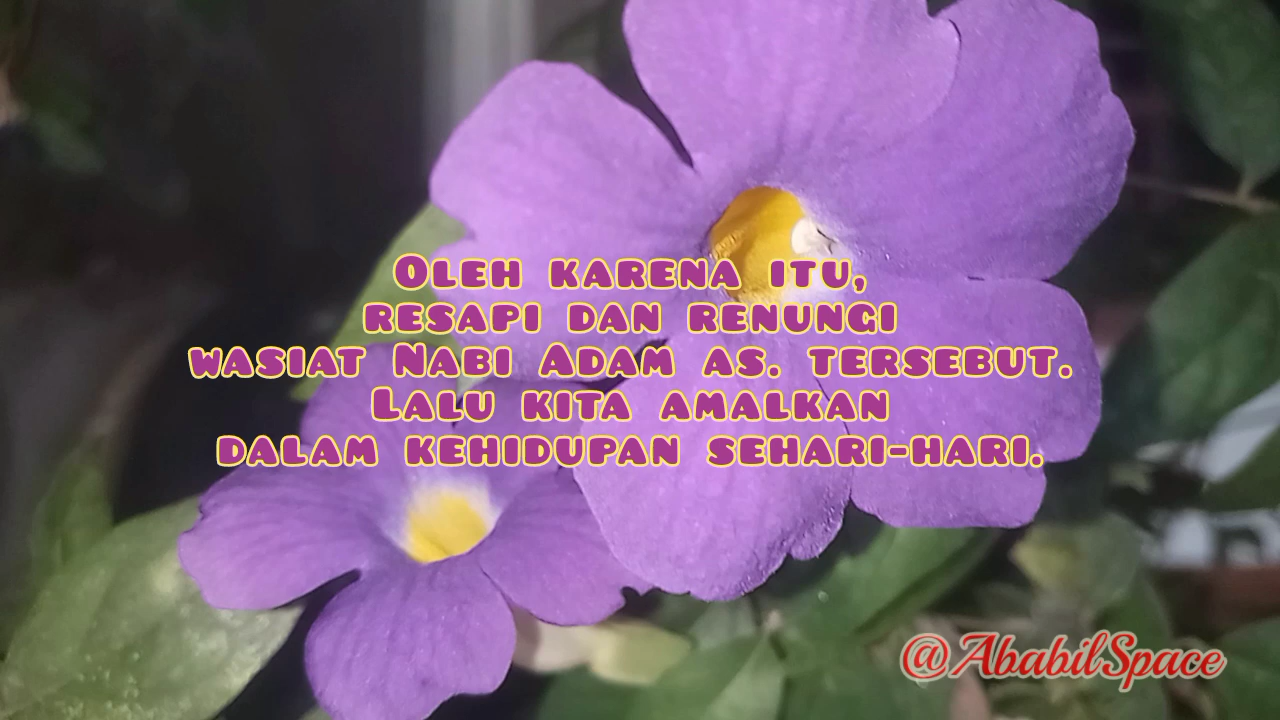 Oleh karena itu,
resapi dan renungi
wasiat Nabi Adam as. tersebut.
Lalu kita amalkan
dalam kehidupan sehari-hari.
@AbabilSpace